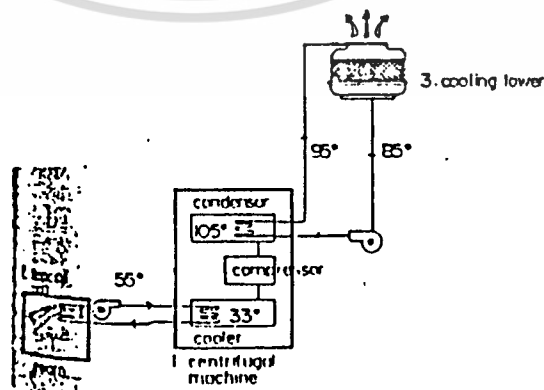 3. cooling tower
95°
85°
condensor
105°
compressor
55°
33°
cooler
1 centrifugal
machine